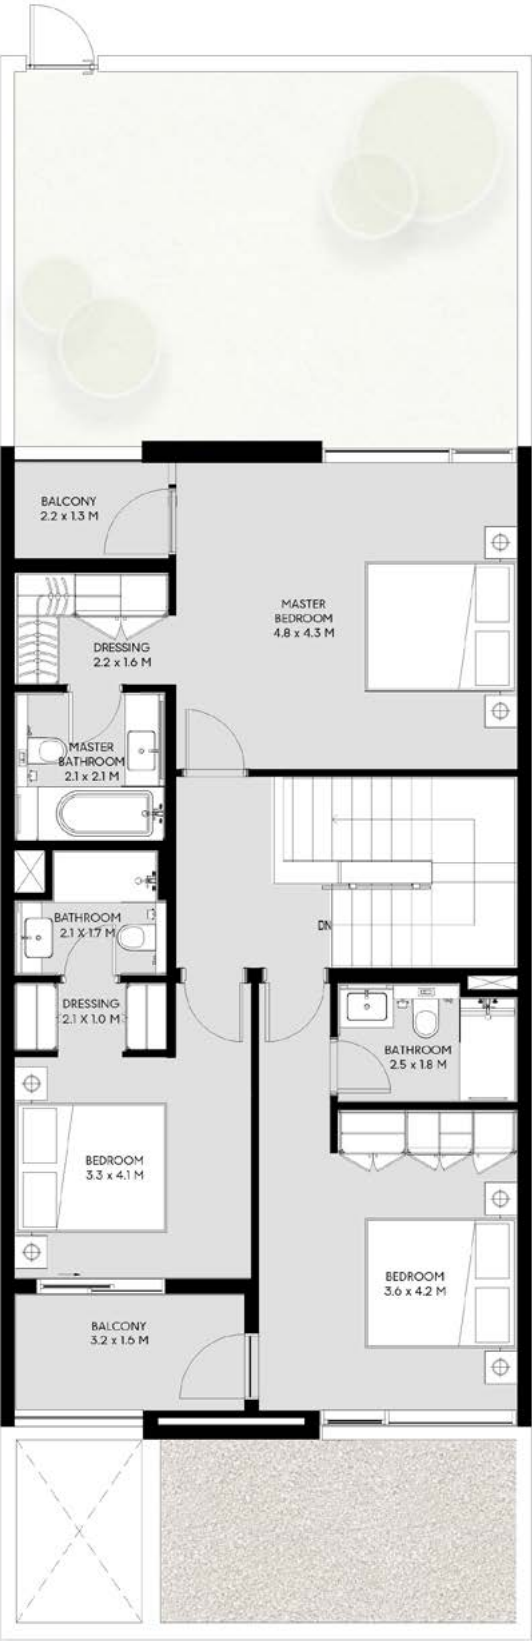 BALCONY
2.2 x 1.3 M
MASTER
BEDROOM
4.8 x 4.3 M
DRESSING
2.2 x 1.6 M
MASTER
BATHROOM
2.1 x 2.1 M
BATHROOM
2.1 X 1.7 M
DN
DRESSING
2.1 X 1.0 M
BATHROOM
2.5 x 1.8 M
BEDROOM
3.3 x 4.1 M
BEDROOM
3.6 x 4.2 M
BALCONY
3.2 x 1.5 M